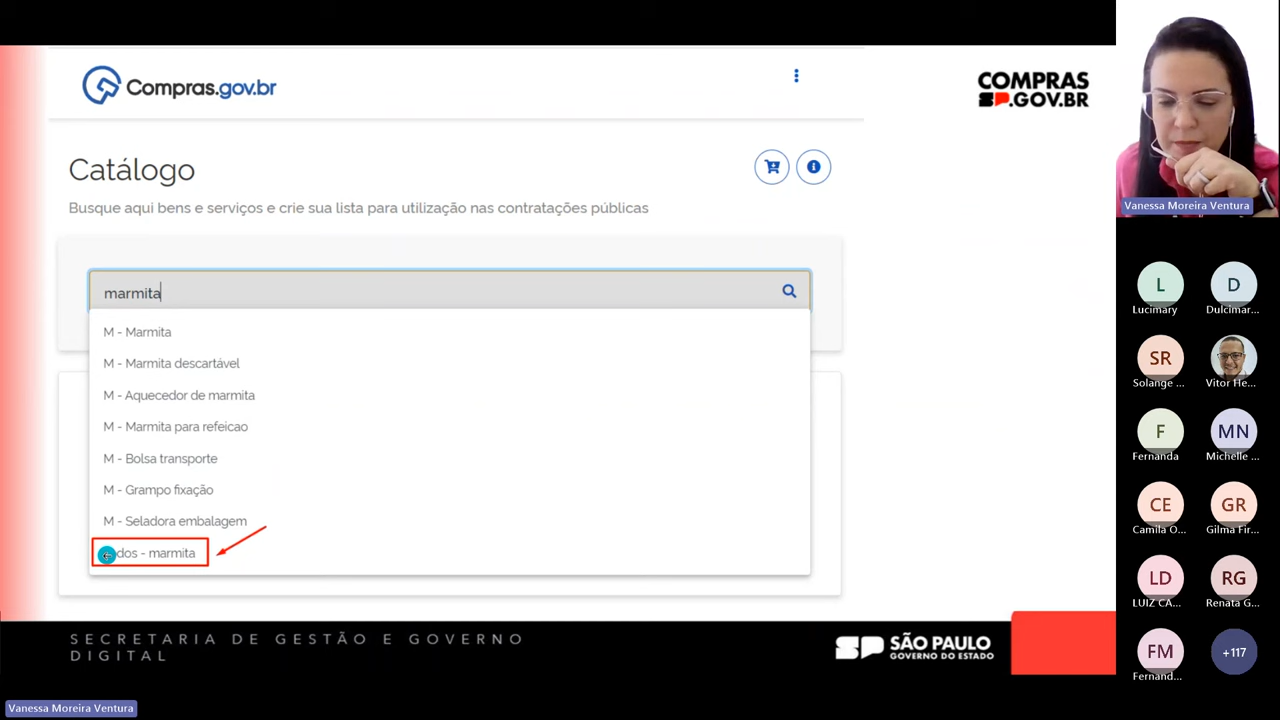 Compras.gov.br
COMPRAS
SP.GOV.BR
Catálogo
Busque aqui bens e serviços e crie sua lista para utilização nas contratações públicas
marmita
M - Marmita
M - Marmita descartável
M - Aquecedor de marmita
M - Marmita para refeicao
M - Bolsa transporte
M - Grampo fixação
M - Seladora embalagem
dos - marmita
SECRETARIA DE GESTÃO E GOVERNO
DIGITAL
SP SÃO PAULO
GOVERNO DO ESTADO
Vanessa Moreira Ventura
L
Lucimary
D
Dulcimar...
SR
Solange ...
Vitor He...
F
Fernanda
MN
Michelle ...
CE
Camila O...
GR
Gilma Fir...
LD
LUIZ CA...
RG
Renata G...
FM
Fernand...
+117
Vanessa Moreira Ventura